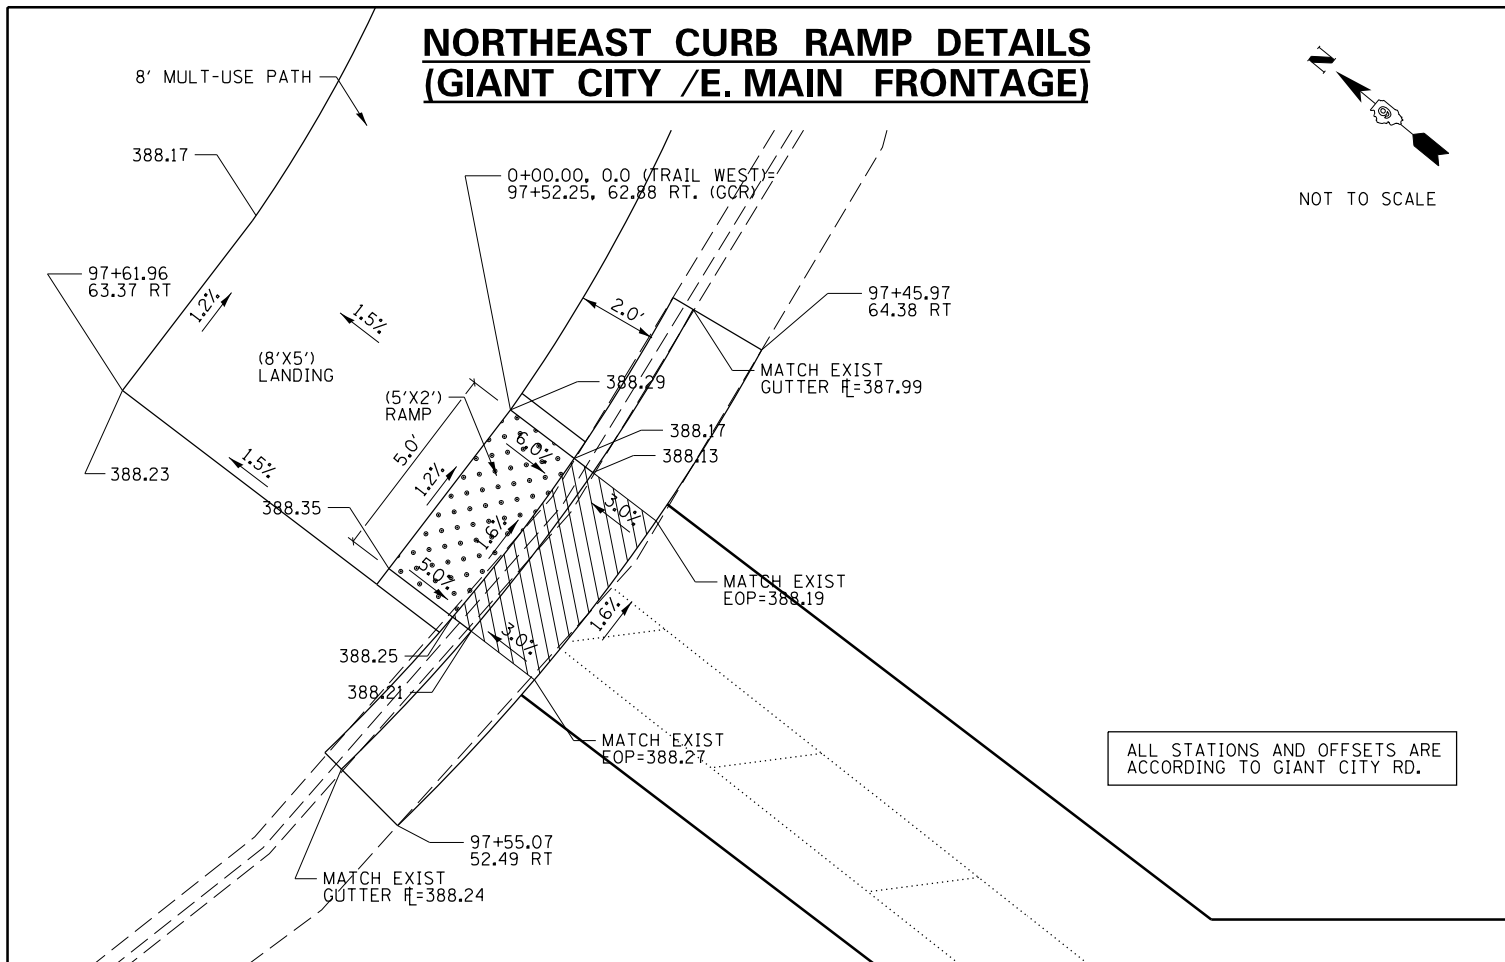 NORTHEAST CURB RAMP DETAILS
(GIANT CITY /E. MAIN FRONTAGE)
N
NOT TO SCALE
8' MULT-USE PATH
388.17
0+00.00, 0.0 (TRAIL WEST)=
97+52.25, 62.88 RT. (GCR)
97+61.96
63.37 RT
1.2%
1.5%
2.0'
97+45.97
64.38 RT
(8'X5')
LANDING
(5'X2')
RAMP
388.29
MATCH EXIST
GUTTER FL=387.99
5.0'
6.0%
388.17
388.13
1.5%
388.23
1.2%
388.35
3.0%
1.6%
5.0%
MATCH EXIST
EOP=388.19
1.6%
3.0%
388.25
388.21
MATCH EXIST
EOP=388.27
ALL STATIONS AND OFFSETS ARE
ACCORDING TO GIANT CITY RD.
97+55.07
52.49 RT
MATCH EXIST
GUTTER FL=388.24